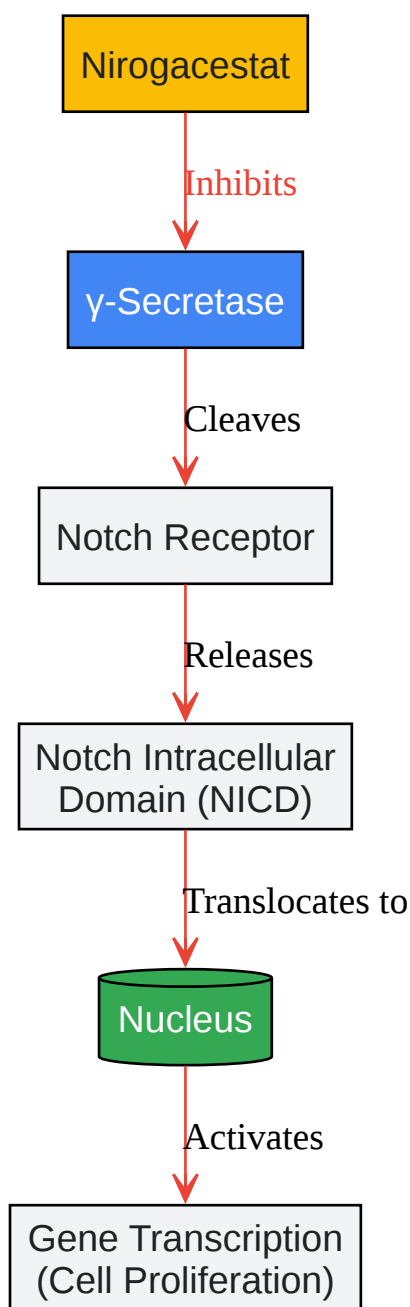 Nirogacestat
Inhibits
γ-Secretase
Cleaves
Notch Receptor
Releases
Notch Intracellular
Domain (NICD)
Translocates to
Nucleus
Activates
Gene Transcription
(Cell Proliferation)